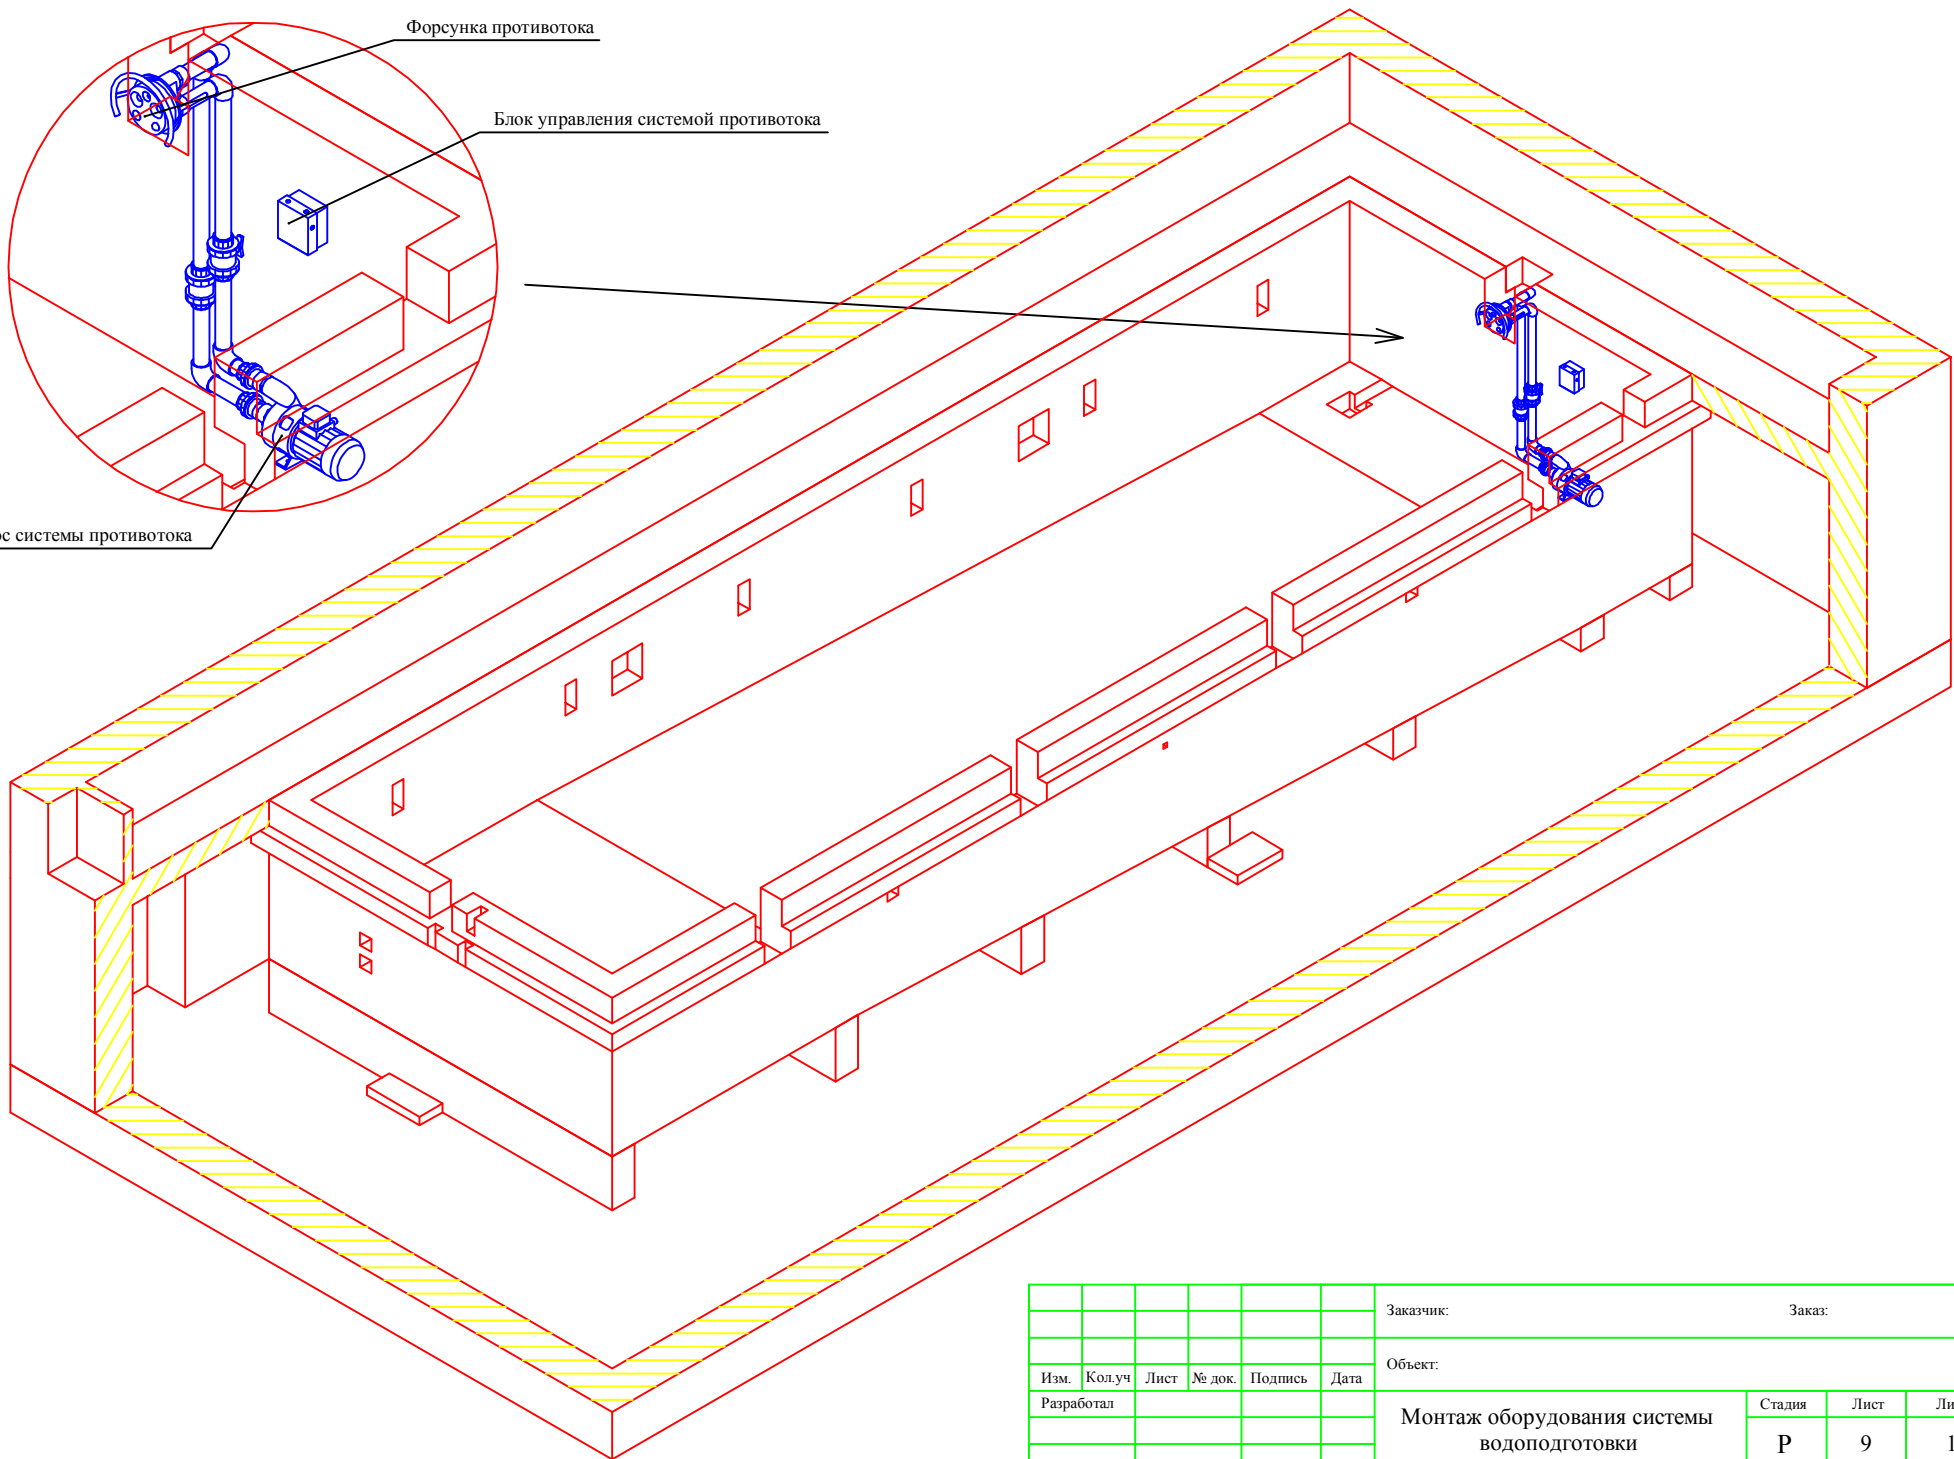 Форсунка противотока
Блок управления системой противотока
системы противотока
Заказчик: Заказ:
Объект:
Изм. Кол.уч Лист № док. Подпись Дата
Разработал
Монтаж оборудования системы
водоподготовки
Стадия Лист
Р 9